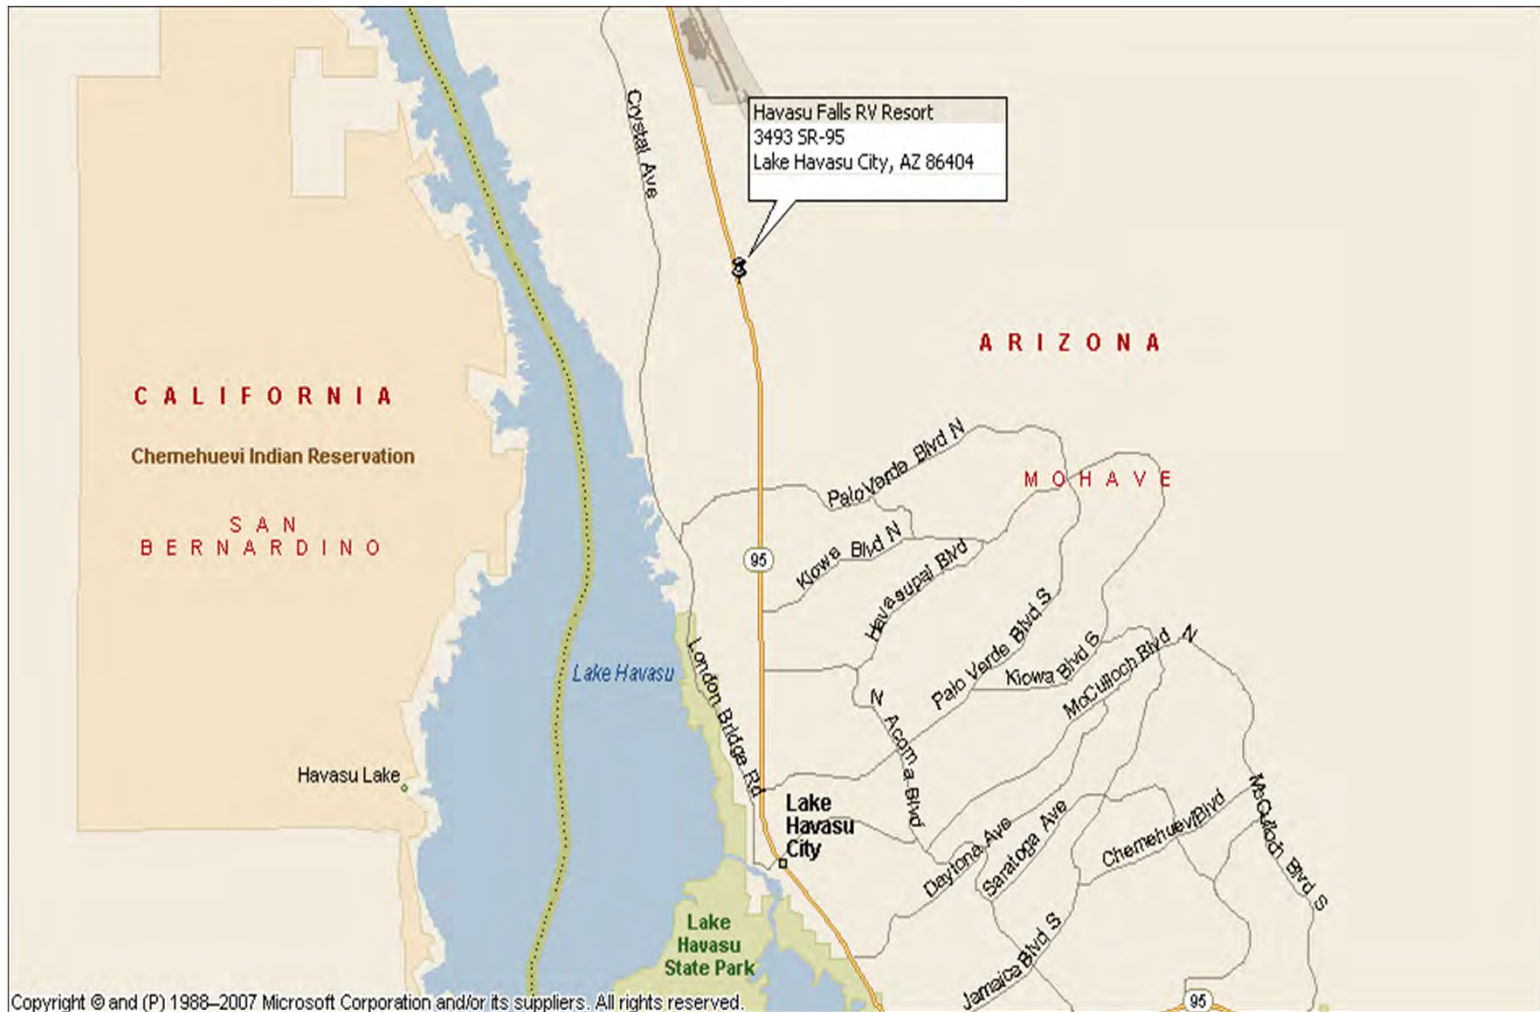 Havasu Falls RV Resort
3493 SR-95
Lake Havasu City, AZ 86404
Crystal Ave
ARIZONA
CALIFORNIA
Chemehuevi Indian Reservation
SAN
BERNARDINO
Palo Verde Blvd N
MOHAVE
Kiowa Blvd N
95
Havasupai Blvd
Palo Verde Blvd S
Kiowa Blvd S
McCulloch Blvd N
London Bridge Rd
Lake Havasu
N Acoma Blvd
Havasu Lake
Lake
Havasu
City
Daytona Ave
Saratoga Ave
Chemehuevi Blvd
McCulloch Blvd S
Lake
Havasu
State Park
Jamaica Blvd S
95
Copyright © and (P) 1988–2007 Microsoft Corporation and/or its suppliers. All rights reserved.